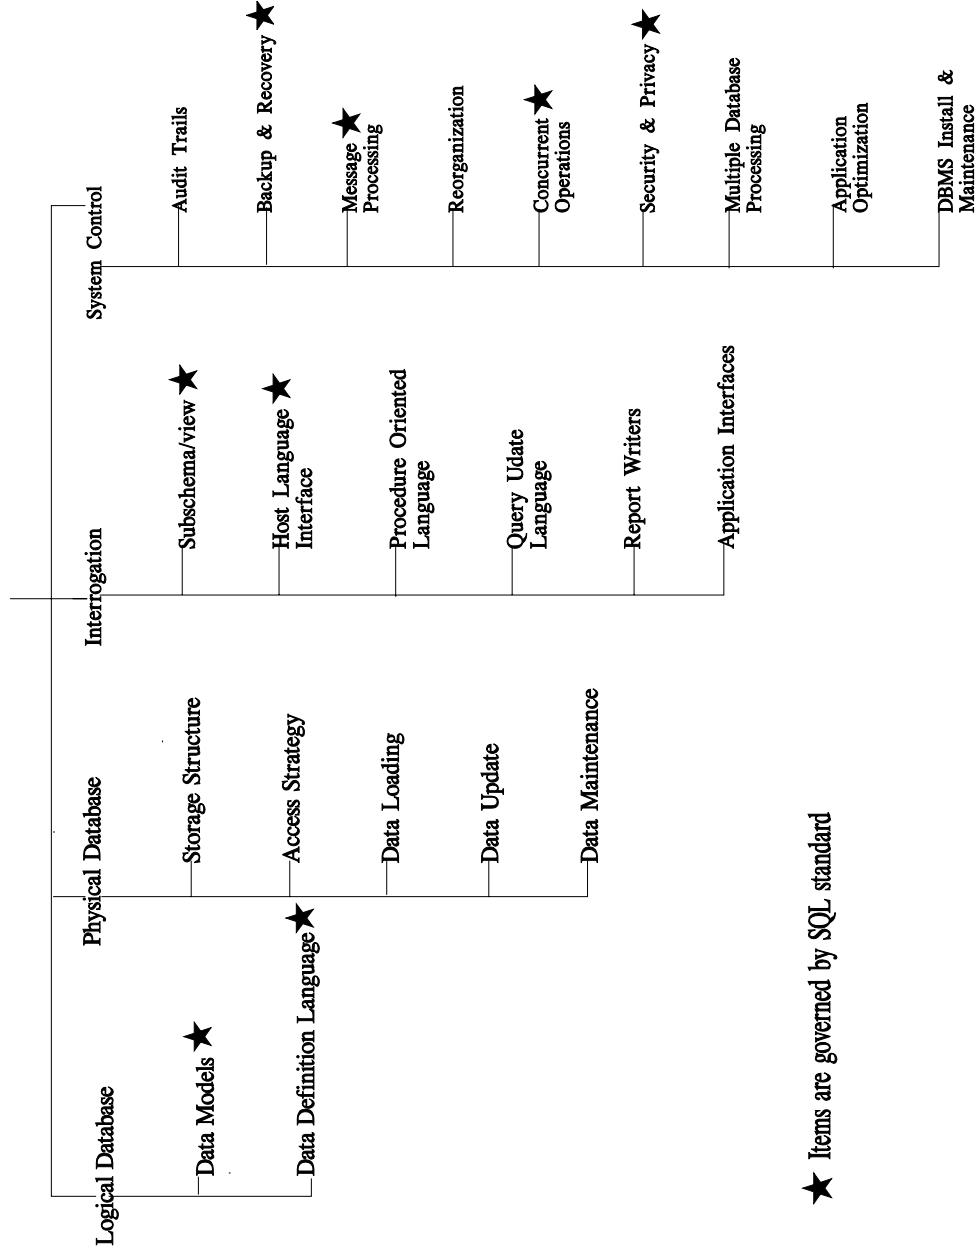 Logical Database
Data Models
Data Definition Language
Physical Database
Storage Structure
Access Strategy
Data Loading
Data Update
Data Maintenance
Interrogation
Subschema/view
Host Language
Interface
Procedure Oriented
Language
Query Udate
Language
Report Writers
Application Interfaces
System Control
Audit Trails
Backup & Recovery
Message
Processing
Reorganization
Concurrent
Operations
Security & Privacy
Multiple Database
Processing
Application
Optimization
DBMS Install &
Maintenance
Items are governed by SQL standard